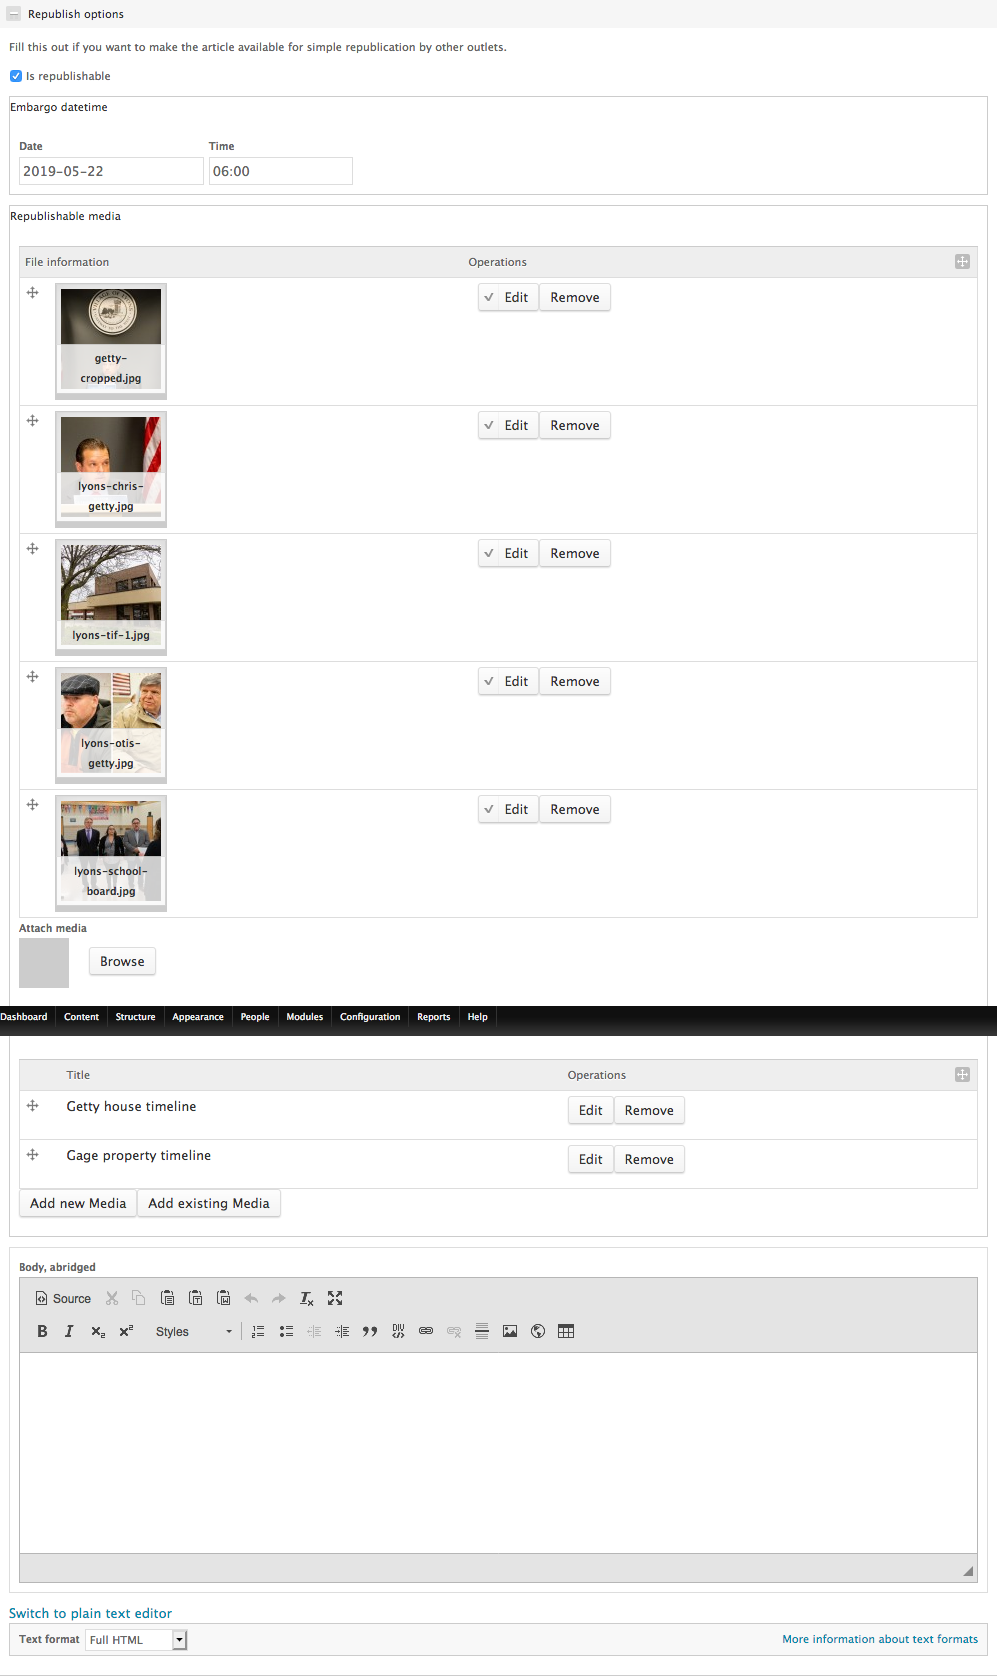 Republish options
Fill this out if you want to make the article available for simple republication by other outlets.
Is republishable
Embargo datetime
Date Time
2019-05-22 06:00
Republishable media
File information Operations
getty-
cropped.jpg
Edit Remove
lyons-chris-
getty.jpg
Edit Remove
lyons-tif-1.jpg
Edit Remove
lyons-otis-
getty.jpg
Edit Remove
lyons-school-
board.jpg
Edit Remove
Attach media
Browse
Dashboard Content Structure Appearance People Modules Configuration Reports Help
Title Operations
Getty house timeline Edit Remove
Gage property timeline Edit Remove
Add new Media Add existing Media
Body, abridged
Source
Styles
Switch to plain text editor
Text format Full HTML More information about text formats